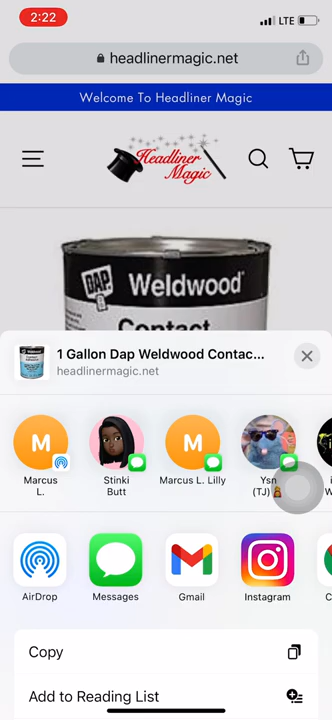 2:22
LTE
headlinermagic.net
Welcome To Headliner Magic
Headliner
Magic
DAP
Weldwood
Contact
1 Gallon Dap Weldwood Contac...
headlinermagic.net
M
M
Marcus
L.
Stinki
Butt
Marcus L. Lilly
Ysn
(TJ)
AirDrop
Messages
Gmail
Instagram
Copy
Add to Reading List